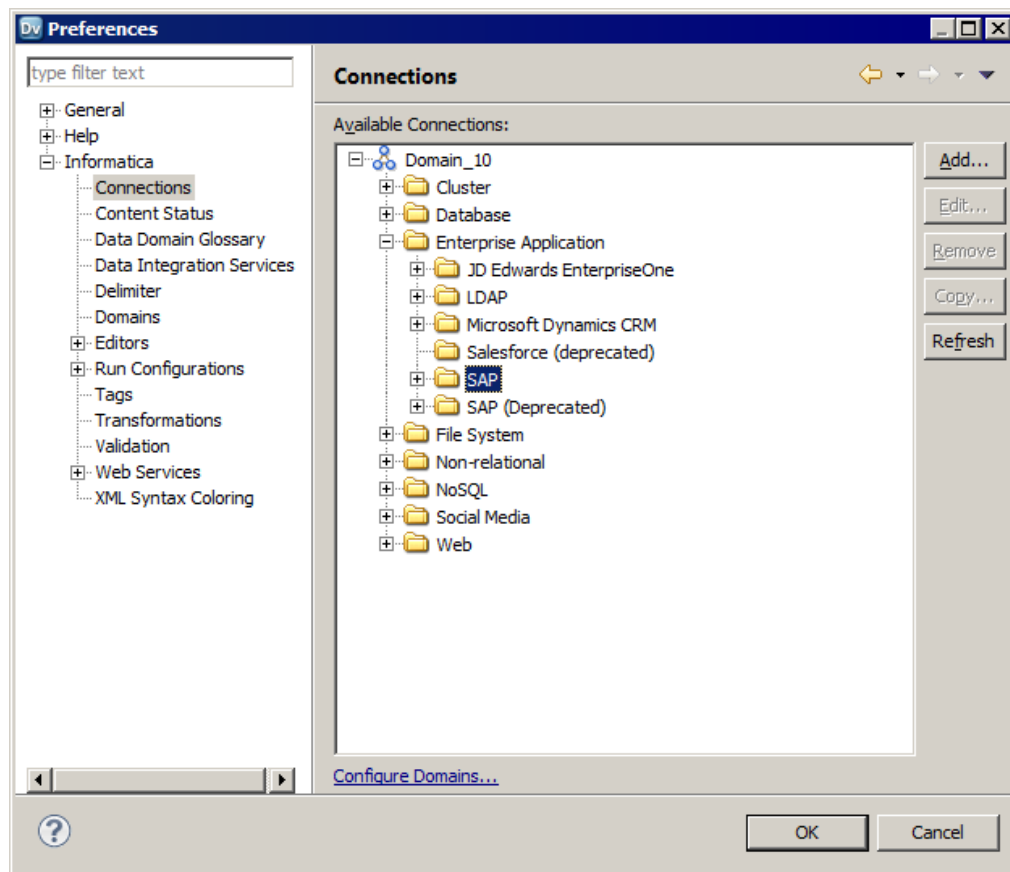 Dv Preferences
type filter text
General
Help
Informatica
Connections
Content Status
Data Domain Glossary
Data Integration Services
Delimiter
Domains
Editors
Run Configurations
Tags
Transformations
Validation
Web Services
XML Syntax Coloring
Connections
Available Connections:
Domain_10
Cluster
Database
Enterprise Application
JD Edwards EnterpriseOne
LDAP
Microsoft Dynamics CRM
Salesforce (deprecated)
SAP
SAP (Deprecated)
File System
Non-relational
NoSQL
Social Media
Web
Add...
Edit...
Remove
Copy...
Refresh
Configure Domains...
?
OK
Cancel